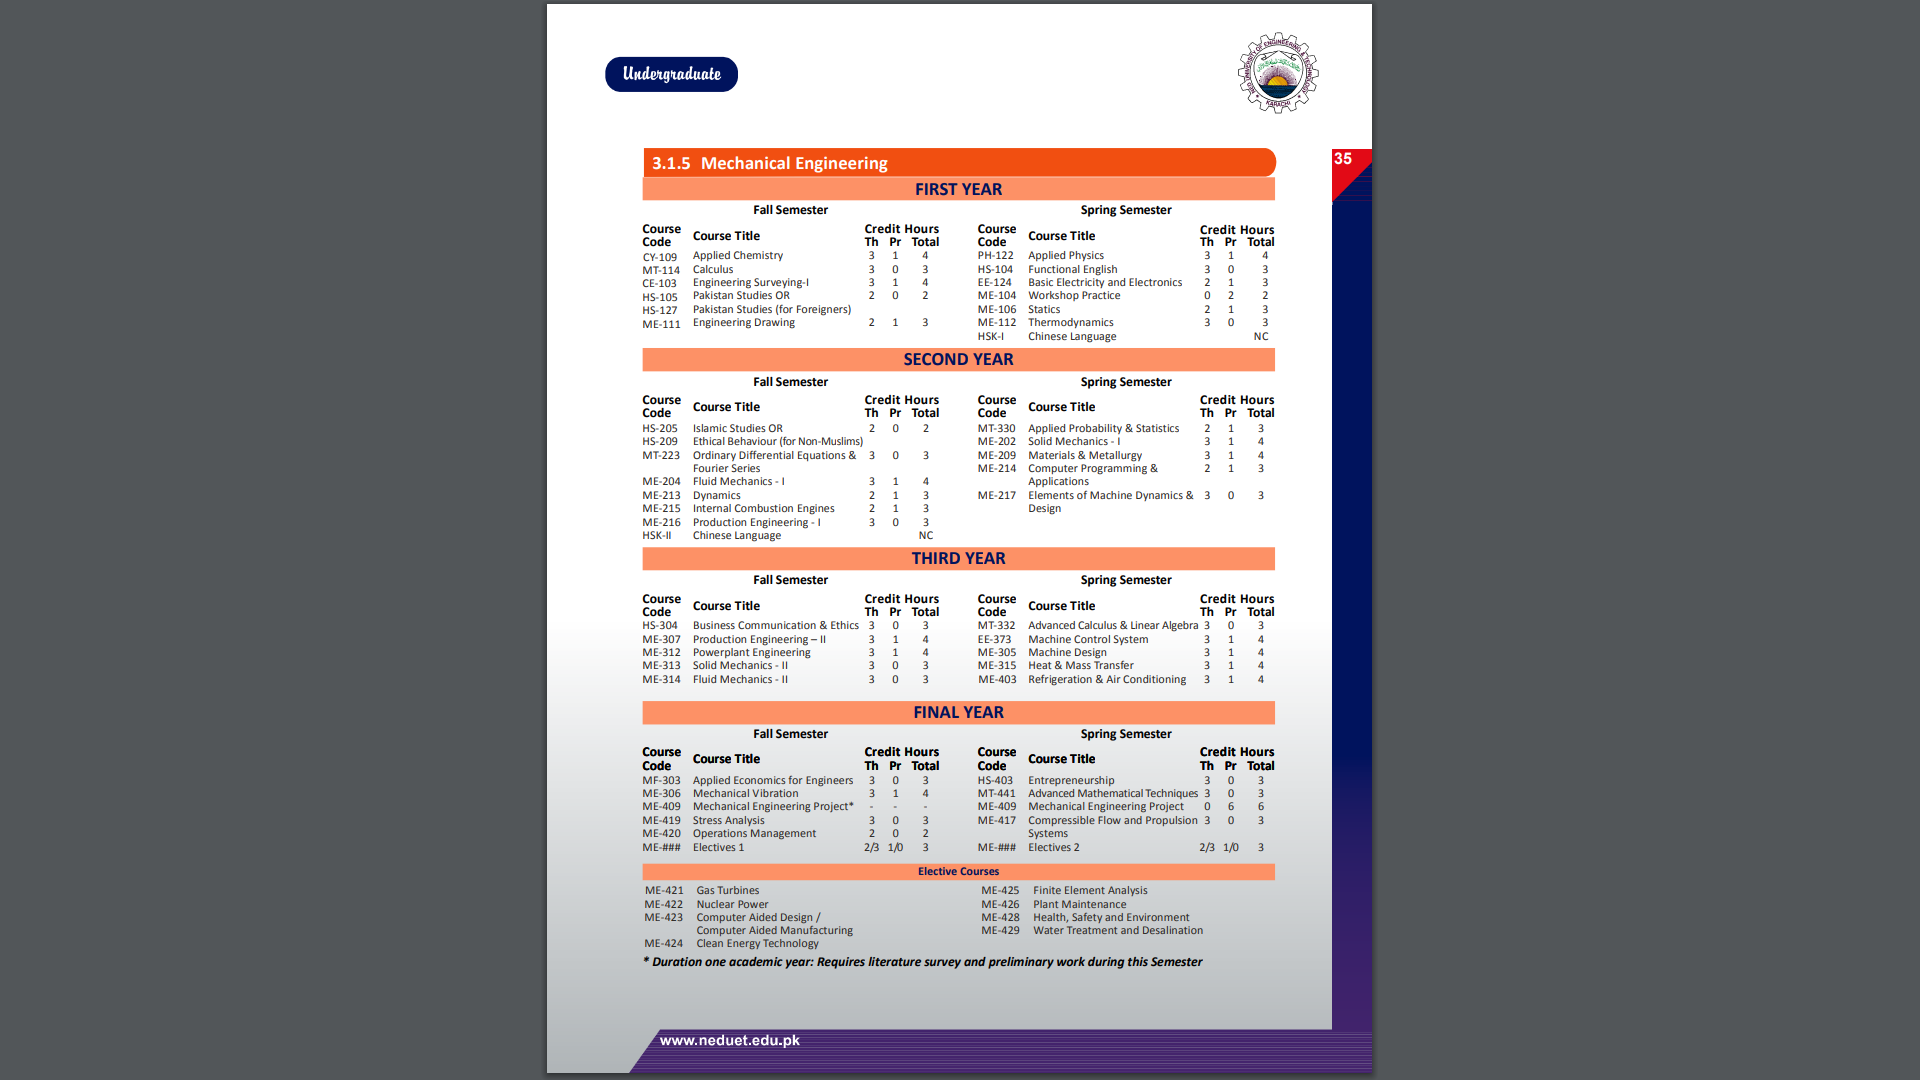 Undergraduate
NED UNIVERSITY OF ENGINEERING & TECHNOLOGY
KARACHI
35
3.1.5 Mechanical Engineering
FIRST YEAR
Fall Semester Spring Semester
Course Code Course Title Credit Hours Th Pr Total Course Code Course Title Credit Hours Th Pr Total
CY-109 Applied Chemistry 3 1 4 PH-122 Applied Physics 3 1 4
MT-114 Calculus 3 0 3 HS-104 Functional English 3 0 3
CE-103 Engineering Surveying-I 3 1 4 EE-124 Basic Electricity and Electronics 2 1 3
HS-105 Pakistan Studies OR 2 0 2 ME-104 Workshop Practice 0 2 2
HS-127 Pakistan Studies (for Foreigners) ME-106 Statics 2 1 3
ME-111 Engineering Drawing 2 1 3 ME-112 Thermodynamics 3 0 3
HSK-I Chinese Language NC
SECOND YEAR
Fall Semester Spring Semester
Course Code Course Title Credit Hours Th Pr Total Course Code Course Title Credit Hours Th Pr Total
HS-205 Islamic Studies OR 2 0 2 MT-330 Applied Probability & Statistics 2 1 3
HS-209 Ethical Behaviour (for Non-Muslims) ME-202 Solid Mechanics - I 3 1 4
MT-223 Ordinary Differential Equations & 3 0 3 ME-209 Materials & Metallurgy 3 1 4
Fourier Series ME-214 Computer Programming & 2 1 3
ME-204 Fluid Mechanics - I 3 1 4 Applications
ME-213 Dynamics 2 1 3 ME-217 Elements of Machine Dynamics & 3 0 3
ME-215 Internal Combustion Engines 2 1 3 Design
ME-216 Production Engineering - I 3 0 3
HSK-II Chinese Language NC
THIRD YEAR
Fall Semester Spring Semester
Course Code Course Title Credit Hours Th Pr Total Course Code Course Title Credit Hours Th Pr Total
HS-304 Business Communication & Ethics 3 0 3 MT-332 Advanced Calculus & Linear Algebra 3 0 3
ME-307 Production Engineering – II 3 1 4 EE-373 Machine Control System 3 1 4
ME-312 Powerplant Engineering 3 1 4 ME-305 Machine Design 3 1 4
ME-313 Solid Mechanics - II 3 0 3 ME-315 Heat & Mass Transfer 3 1 4
ME-314 Fluid Mechanics - II 3 0 3 ME-403 Refrigeration & Air Conditioning 3 1 4
FINAL YEAR
Fall Semester Spring Semester
Course Code Course Title Credit Hours Th Pr Total Course Code Course Title Credit Hours Th Pr Total
MF-303 Applied Economics for Engineers 3 0 3 HS-403 Entrepreneurship 3 0 3
ME-306 Mechanical Vibration 3 1 4 MT-441 Advanced Mathematical Techniques 3 0 3
ME-409 Mechanical Engineering Project* - - - ME-409 Mechanical Engineering Project 0 6 6
ME-419 Stress Analysis 3 0 3 ME-417 Compressible Flow and Propulsion 3 0 3
ME-420 Operations Management 2 0 2 Systems
ME-### Electives 1 2/3 1/0 3 ME-### Electives 2 2/3 1/0 3
Elective Courses
ME-421 Gas Turbines ME-425 Finite Element Analysis
ME-422 Nuclear Power ME-426 Plant Maintenance
ME-423 Computer Aided Design / ME-428 Health, Safety and Environment
Computer Aided Manufacturing ME-429 Water Treatment and Desalination
ME-424 Clean Energy Technology
* Duration one academic year: Requires literature survey and preliminary work during this Semester
www.neduet.edu.pk